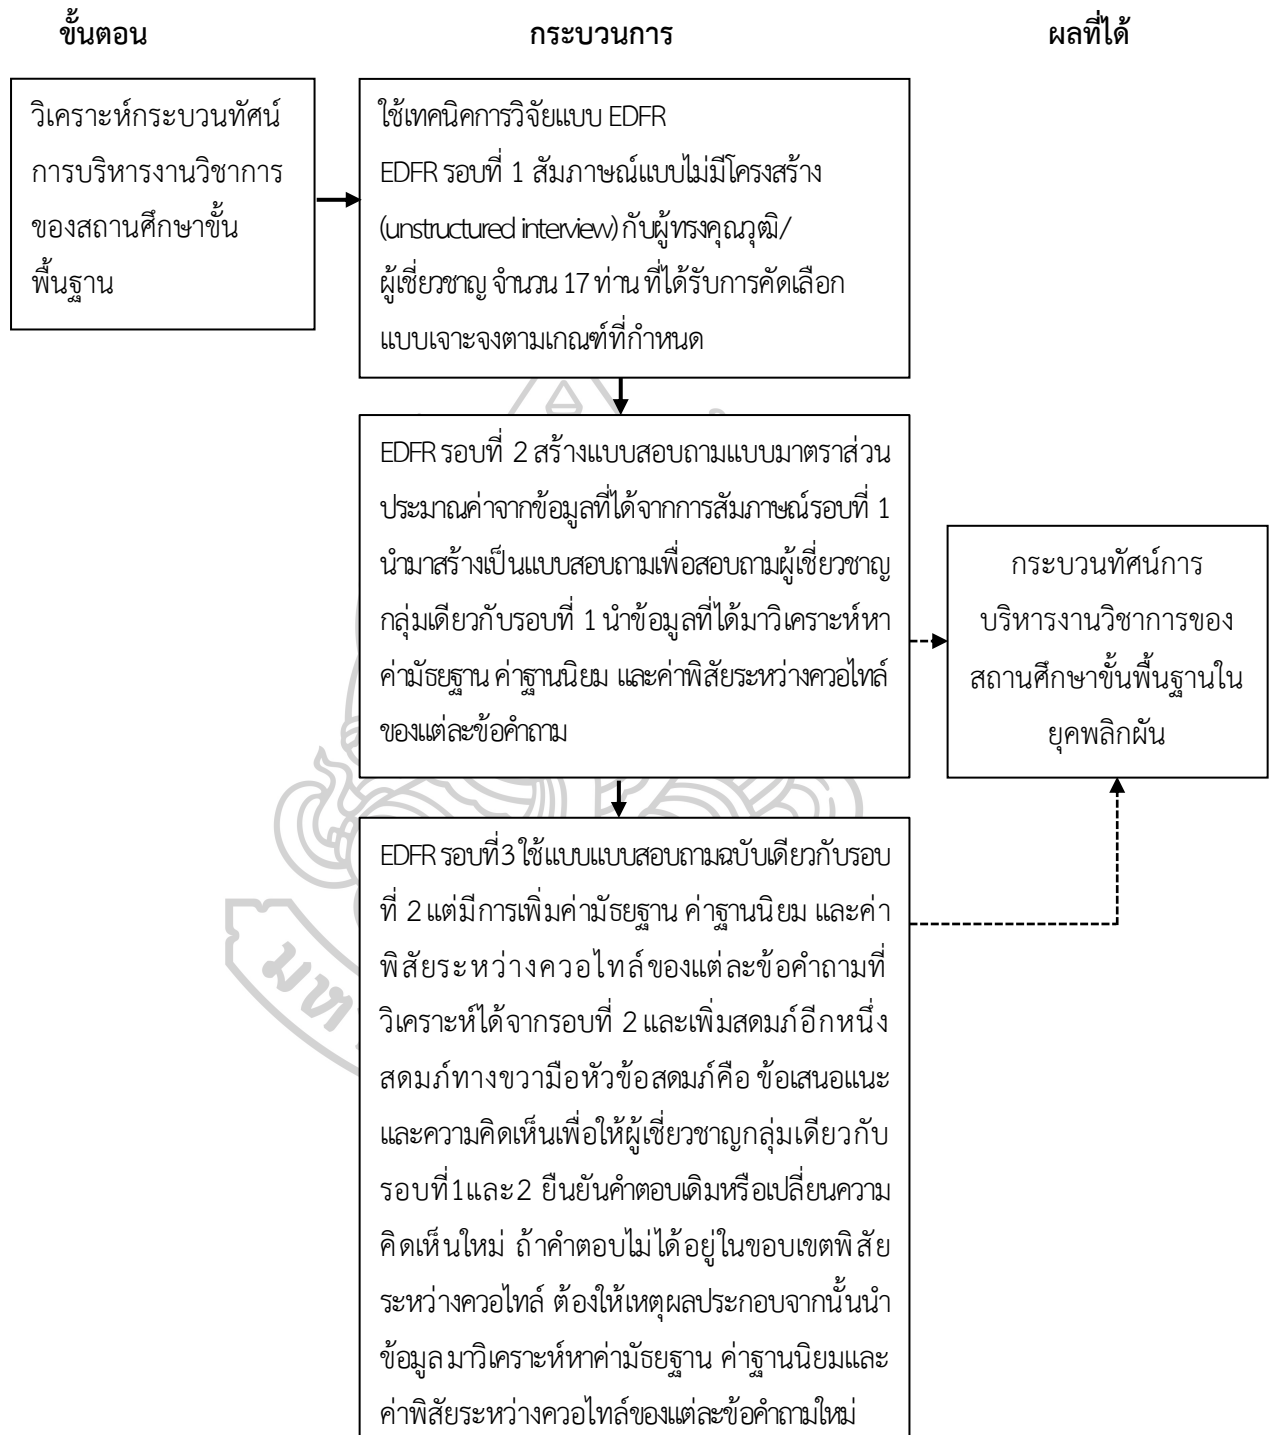 ขั้นตอน
กระบวนการ
ผลที่ได้
วิเคราะห์กระบวนทัศน์
การบริหารงานวิชาการ
ของสถานศึกษาขั้น
พื้นฐาน
ใช้เทคนิคการวิจัยแบบ EDFR
EDFR รอบที่ 1 สัมภาษณ์แบบไม่มีโครงสร้าง
(unstructured interview) กับผู้ทรงคุณวุฒิ/
ผู้เชี่ยวชาญ จำนวน 17 ท่าน ที่ได้รับการคัดเลือก
แบบเจาะจงตามเกณฑ์ที่กำหนด
EDFR รอบที่ 2 สร้างแบบสอบถามแบบมาตราส่วน
ประมาณค่าจากข้อมูลที่ได้จากการสัมภาษณ์รอบที่ 1
นำมาสร้างเป็นแบบสอบถามเพื่อสอบถามผู้เชี่ยวชาญ
กลุ่มเดียวกับรอบที่ 1 นำข้อมูลที่ได้มาวิเคราะห์หา
ค่ามัธยฐาน ค่าฐานนิยม และค่าพิสัยระหว่างควอไทล์
ของแต่ละข้อคำถาม
กระบวนทัศน์การ
บริหารงานวิชาการของ
สถานศึกษาขั้นพื้นฐานใน
ยุคพลิกผัน
EDFR รอบที่3 ใช้แบบแบบสอบถามฉบับเดียวกับรอบ
ที่ 2 แต่มีการเพิ่มค่ามัธยฐาน ค่าฐานนิยม และค่า
พิสัยระหว่างควอไทล์ของแต่ละข้อคำถามที่
วิเคราะห์ได้จากรอบที่ 2 และเพิ่มสดมภ์อีกหนึ่ง
สดมภ์ทางขวามือหัวข้อสดมภ์คือ ข้อเสนอแนะ
และความคิดเห็นเพื่อให้ผู้เชี่ยวชาญกลุ่มเดียวกับ
รอบที่1และ2 ยืนยันคำตอบเดิมหรือเปลี่ยนความ
คิดเห็นใหม่ ถ้าคำตอบไม่ได้อยู่ในขอบเขตพิสัย
ระหว่างควอไทล์ ต้องให้เหตุผลประกอบจากนั้นนำ
ข้อมูลมาวิเคราะห์หาค่ามัธยฐาน ค่าฐานนิยมและ
ค่าพิสัยระหว่างควอไทล์ของแต่ละข้อคำถามใหม่
มห